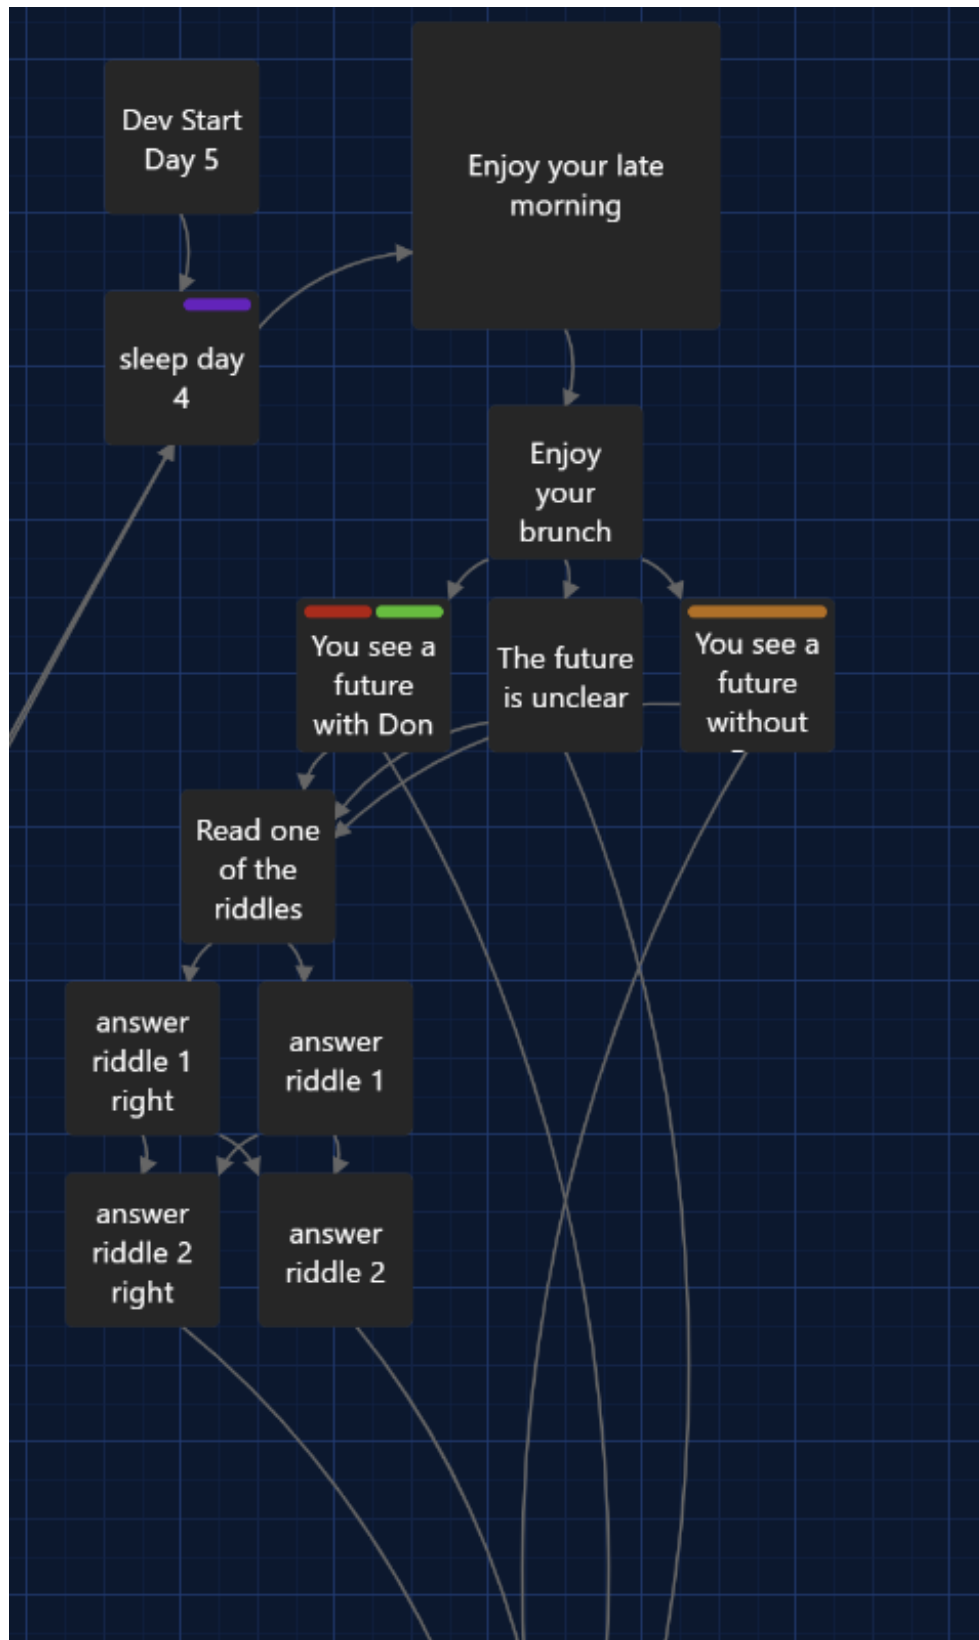 Dev Start
Day 5
Enjoy your late
morning
sleep day
4
Enjoy
your
brunch
You see a
future
with Don
The future
is unclear
You see a
future
without
Read one
of the
riddles
answer
riddle 1
right
answer
riddle 1
answer
riddle 2
right
answer
riddle 2